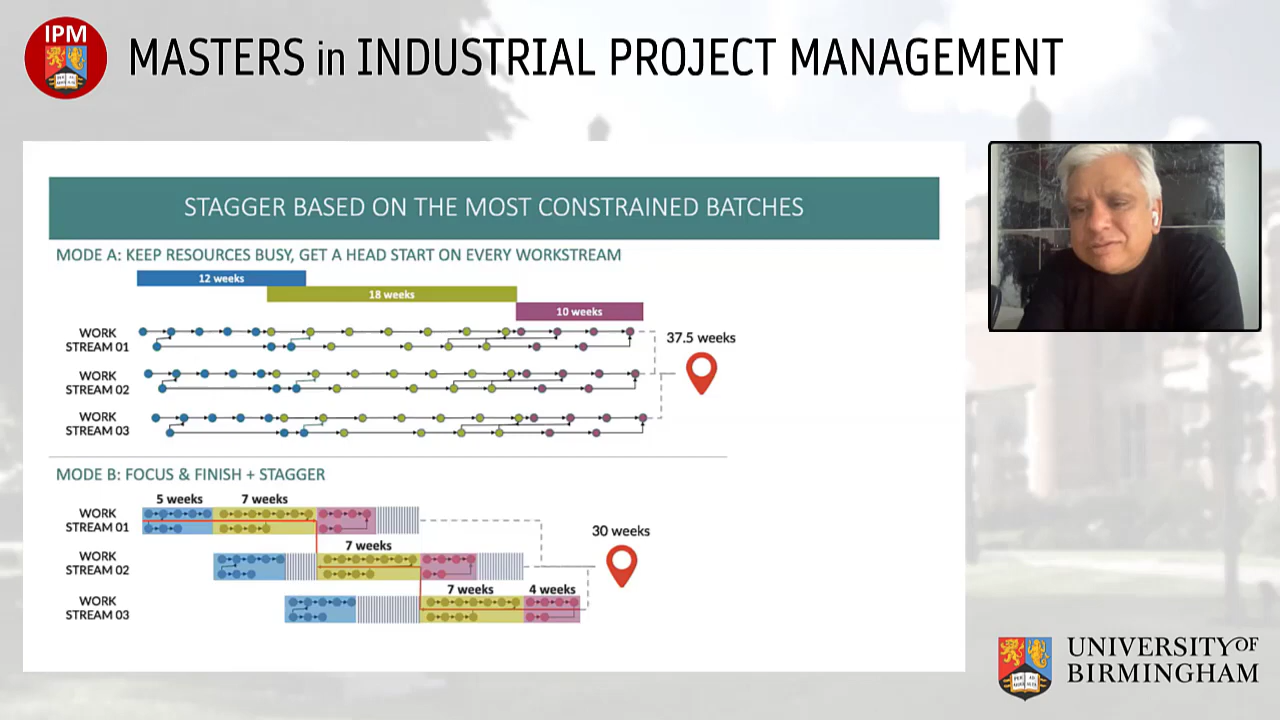 IPM
MASTERS in INDUSTRIAL PROJECT MANAGEMENT
STAGGER BASED ON THE MOST CONSTRAINED BATCHES
MODE A: KEEP RESOURCES BUSY, GET A HEAD START ON EVERY WORKSTREAM
12 weeks
18 weeks
10 weeks
WORK
STREAM 01
37.5 weeks
WORK
STREAM 02
WORK
STREAM 03
MODE B: FOCUS & FINISH + STAGGER
5 weeks
7 weeks
WORK
STREAM 01
30 weeks
7 weeks
WORK
STREAM 02
7 weeks
4 weeks
WORK
STREAM 03
UNIVERSITY OF
BIRMINGHAM